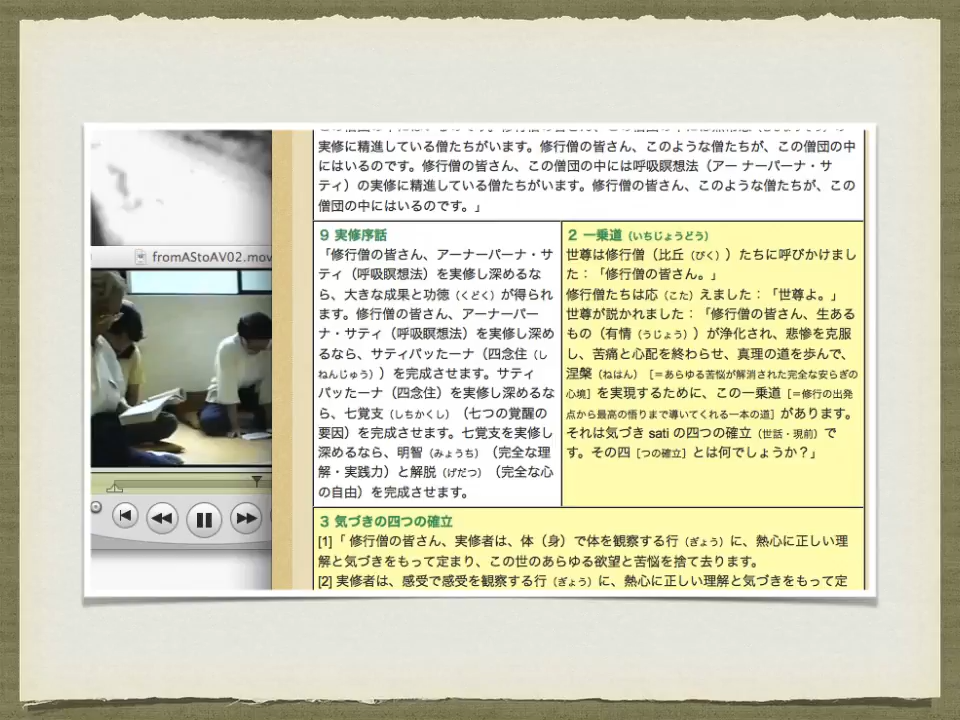 実修に精進している僧たちがいます。修行僧の皆さん、このような僧たちが、この僧団の中
にはいるのです。修行僧の皆さん、この僧団の中には呼吸瞑想法（アー ナーパーナ・サ
ティ）の実修に精進している僧たちがいます。修行僧の皆さん、このような僧たちが、この
僧団の中にはいるのです。」
9 実修序話
「修行僧の皆さん、アーナーパーナ・サ
ティ（呼吸瞑想法）を実修し深めるな
ら、大きな成果と功徳（くどく）が得られ
ます。修行僧の皆さん、アーナーパー
ナ・サティ（呼吸瞑想法）を実修し深め
るなら、サティパッターナ（四念住（し
ねんじゅう））を完成させます。サティ
パッターナ（四念住）を実修し深めるな
ら、七覚支（しちかくし）（七つの覚醒の
要因）を完成させます。七覚支を実修し
深めるなら、明智（みょうち）（完全な理
解・実践力）と解脱（げだつ）（完全な心
の自由）を完成させます。
2 一乗道（いちじょうどう）
世尊は修行僧（比丘（びく））たちに呼びかけまし
た：「修行僧の皆さん。」
修行僧たちは応（こた）えました：「世尊よ。」
世尊が説かれました：「修行僧の皆さん、生ある
もの（有情（うじょう））が浄化され、悲惨を克服
し、苦痛と心配を終わらせ、真理の道を歩んで、
涅槃（ねはん）［＝あらゆる苦悩が解消された完全な安らぎの
心境］を実現するために、この一乗道［＝修行の出発
点から最高の悟りまで導いてくれる一本の道］があります。
それは気づき sati の四つの確立（世話・現前）で
す。その四［つの確立］とは何でしょうか？」
3 気づきの四つの確立
[1]「 修行僧の皆さん、実修者は、体（身）で体を観察する行（ぎょう）に、熱心に正しい理
解と気づきをもって定まり、この世のあらゆる欲望と苦悩を捨て去ります。
[2] 実修者は、感受で感受を観察する行（ぎょう）に、熱心に正しい理解と気づきをもって定
fromAStoAV02.mov